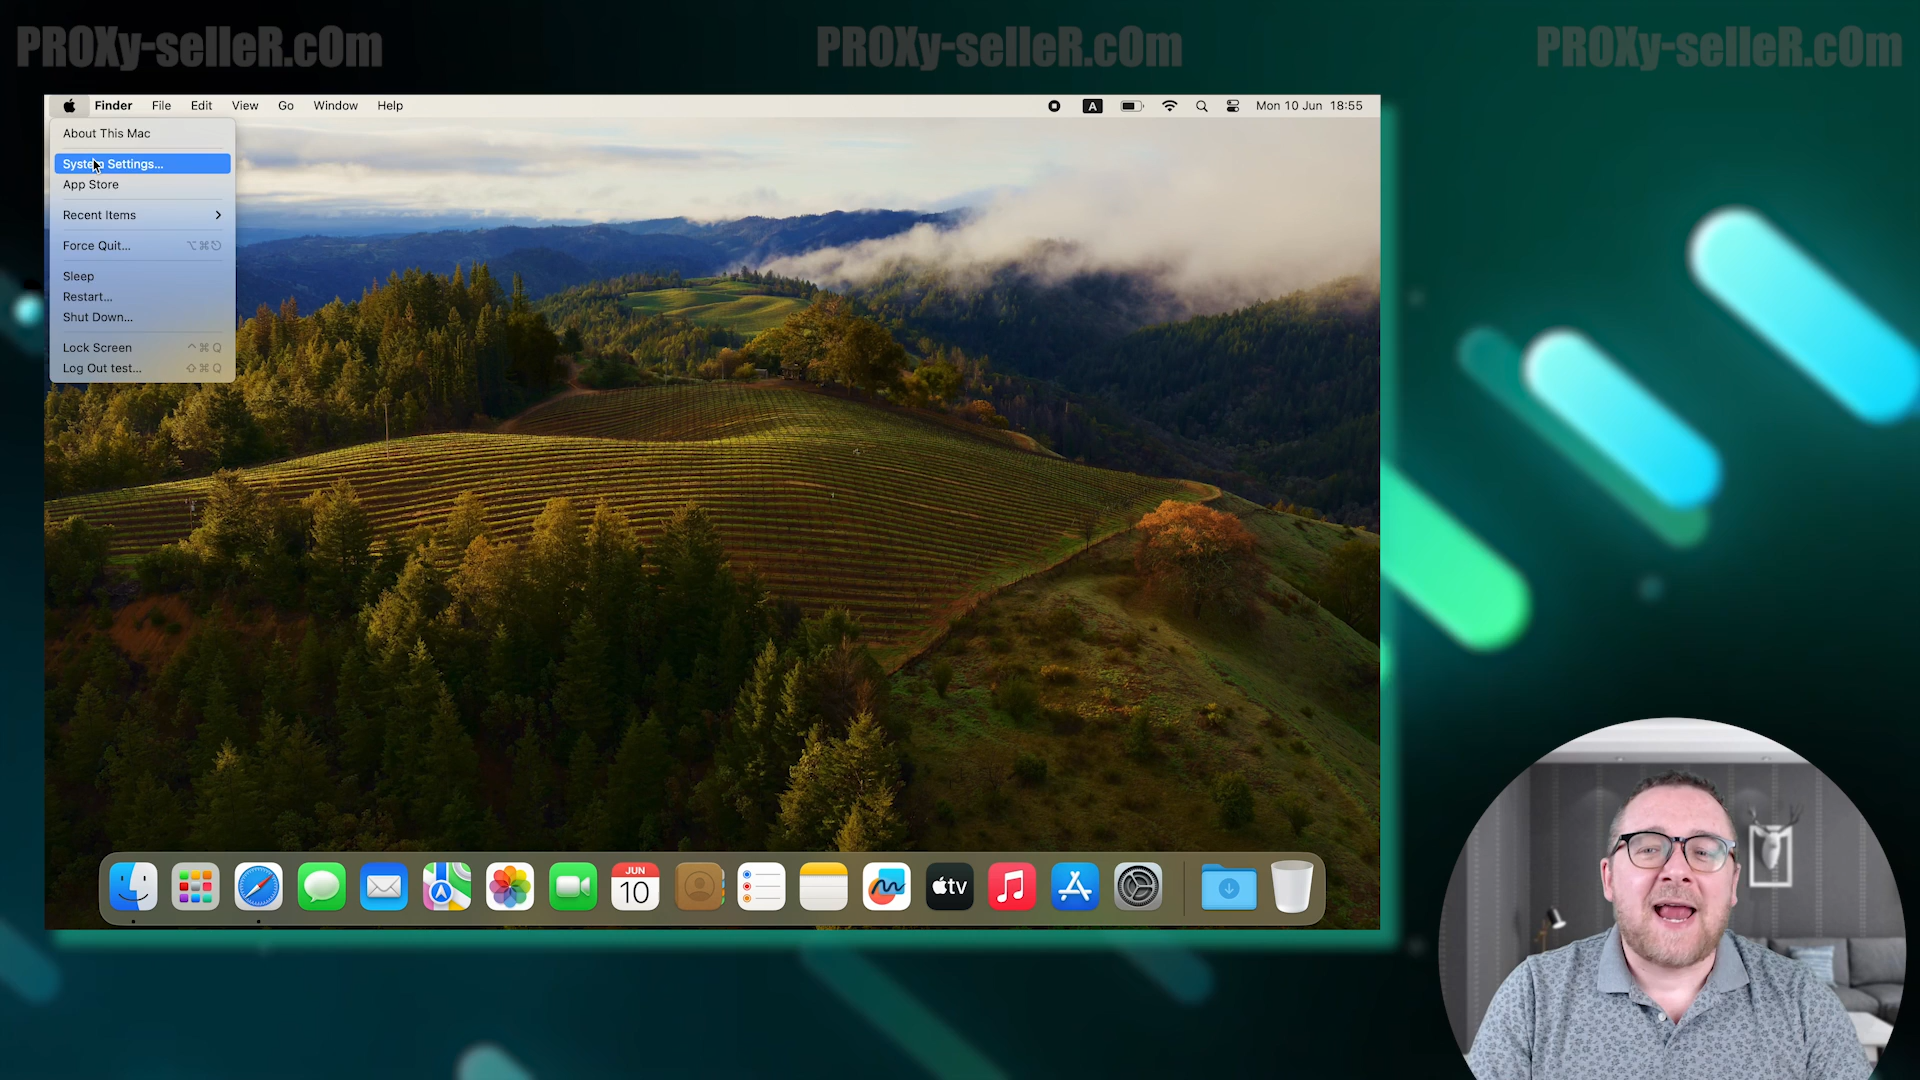 PROXy-selleR.cOm PROXy-selleR.cOm PROXy-selleR.cOm
Finder File Edit View Go Window Help A Mon 10 Jun 18:55
About This Mac
System Settings...
App Store
Recent Items
Force Quit... ⌥⌘⎋
Sleep
Restart...
Shut Down...
Lock Screen ^⌘Q
Log Out test... ⇧⌘Q
JUN
10
tv